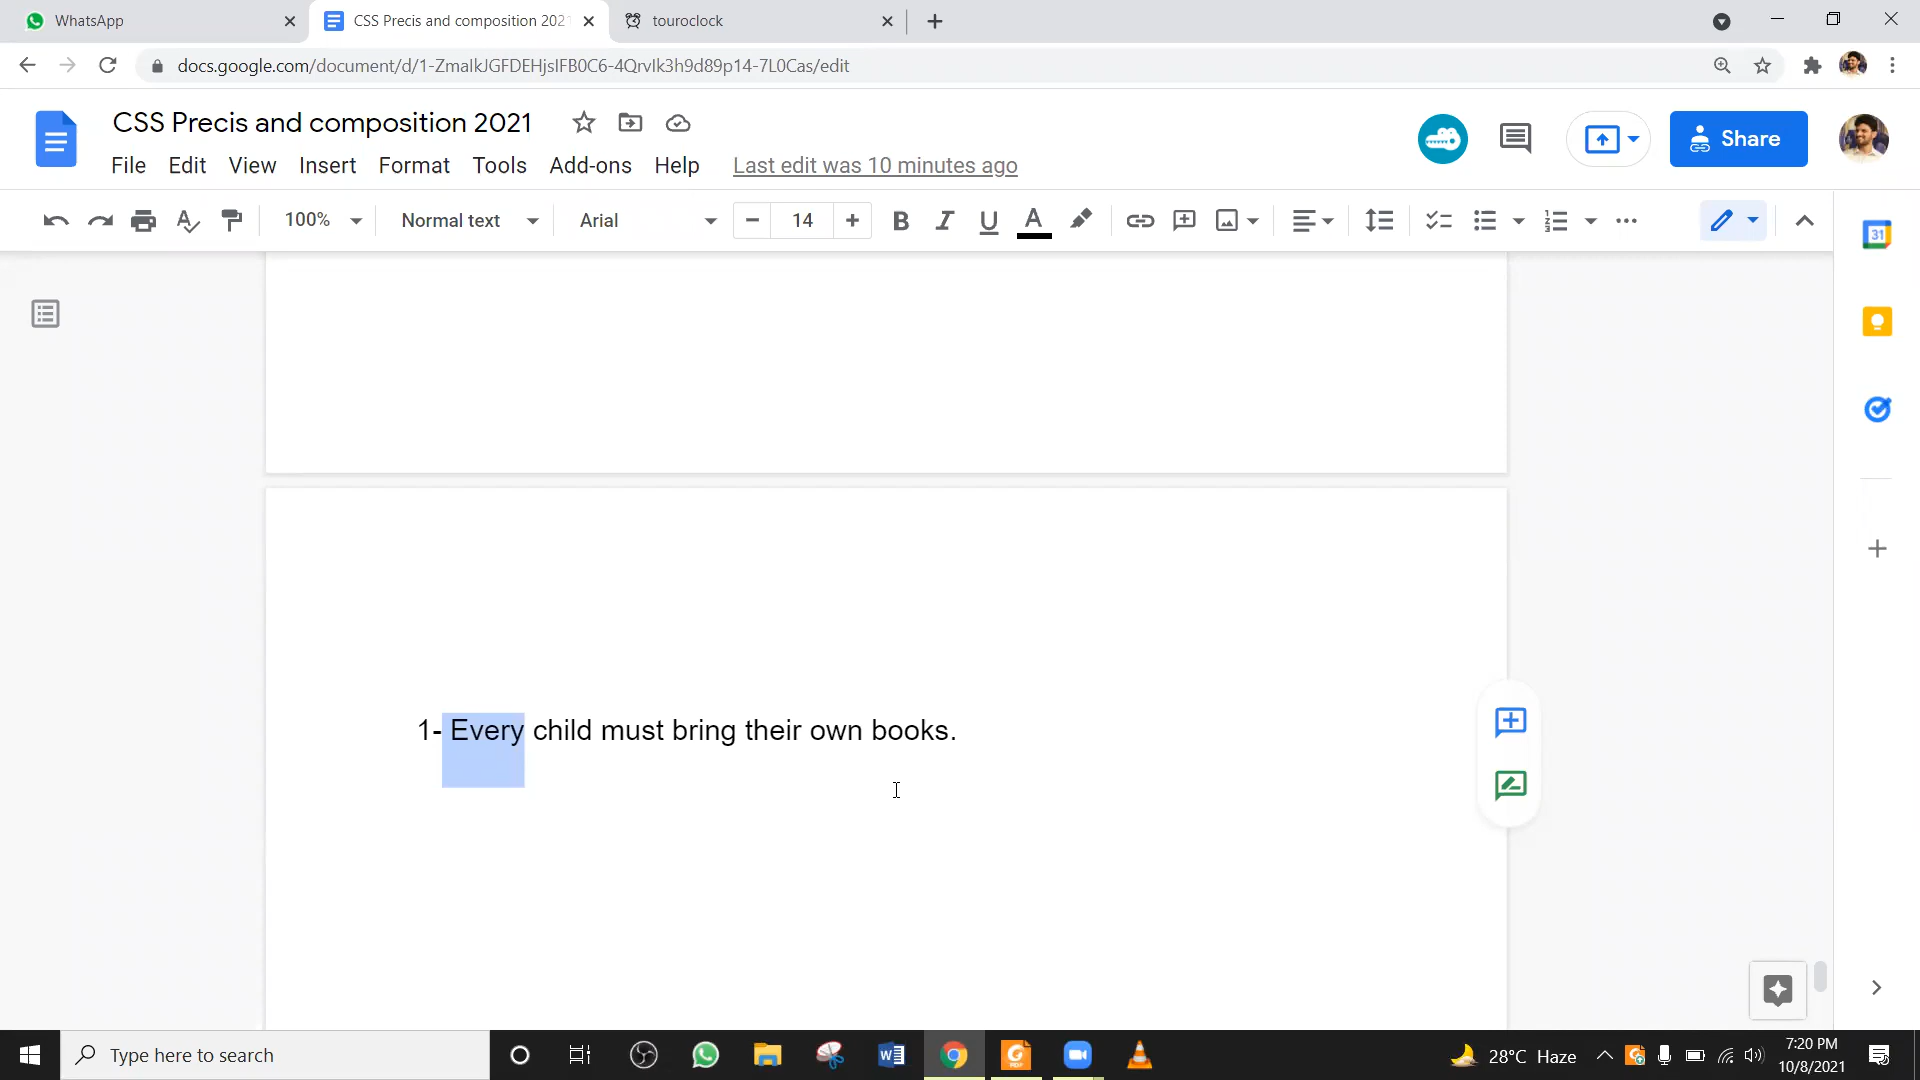 WhatsApp
CSS Precis and composition 202
touroclock
docs.google.com/document/d/1-ZmaIkJGFDEHjsIFB0C6-4QrvIk3h9d89p14-7L0Cas/edit
CSS Precis and composition 2021
Share
File Edit View Insert Format Tools Add-ons Help Last edit was 10 minutes ago
100% Normal text Arial 14 B I U A
31
1- Every child must bring their own books.
Type here to search
28°C Haze
7:20 PM
10/8/2021